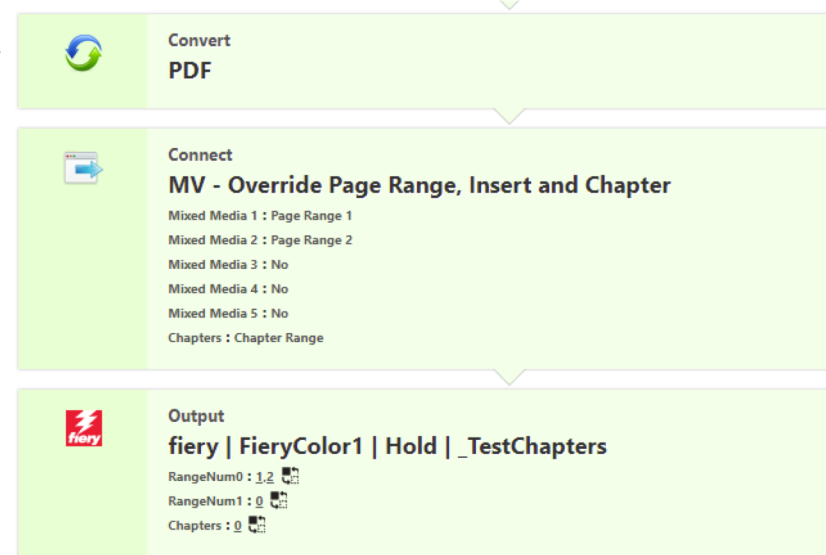 Convert
PDF
Connect
MV - Override Page Range, Insert and Chapter
Mixed Media 1 : Page Range 1
Mixed Media 2 : Page Range 2
Mixed Media 3 : No
Mixed Media 4 : No
Mixed Media 5 : No
Chapters : Chapter Range
Output
fiery
fiery | FieryColor1 | Hold | _TestChapters
RangeNum0 : 1,2
RangeNum1 : 0
Chapters : 0